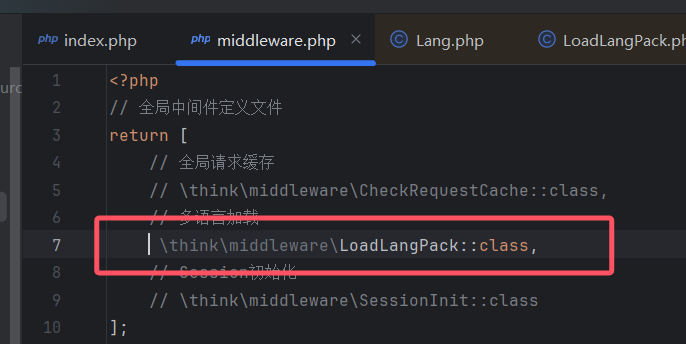 index.php
middleware.php
Lang.php
LoadLangPack.p
urc
1 <?php
2 // 全局中间件定义文件
3 return [
4 // 全局请求缓存
5 // \think\middleware\CheckRequestCache::class,
6 // 多语言加载
7 \think\middleware\LoadLangPack::class,
8 // Session初始化
9 // \think\middleware\SessionInit::class
10 ];